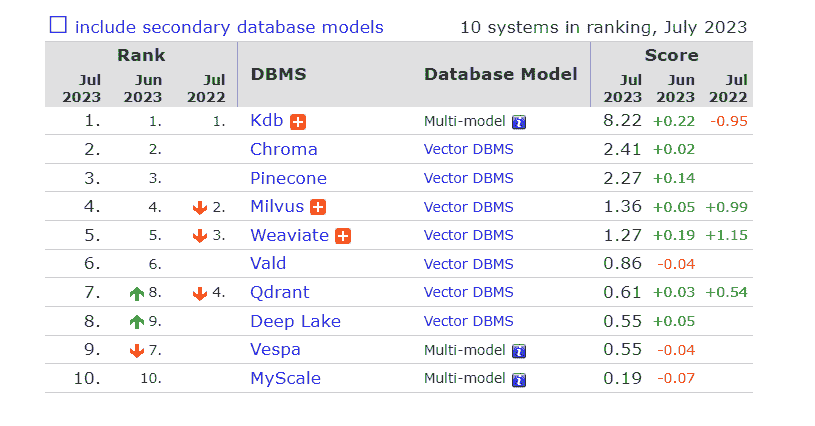 include secondary database models 10 systems in ranking, July 2023
Rank DBMS Database Model Score
Jul 2023 Jun 2023 Jul 2022 Jul 2023 Jun 2023 Jul 2022
1. 1. 1. Kdb Multi-model 8.22 +0.22 -0.95
2. 2. Chroma Vector DBMS 2.41 +0.02
3. 3. Pinecone Vector DBMS 2.27 +0.14
4. 4. 2. Milvus Vector DBMS 1.36 +0.05 +0.99
5. 5. 3. Weaviate Vector DBMS 1.27 +0.19 +1.15
6. 6. Vald Vector DBMS 0.86 -0.04
7. 8. 4. Qdrant Vector DBMS 0.61 +0.03 +0.54
8. 9. Deep Lake Vector DBMS 0.55 +0.05
9. 7. Vespa Multi-model 0.55 -0.04
10. 10. MyScale Multi-model 0.19 -0.07